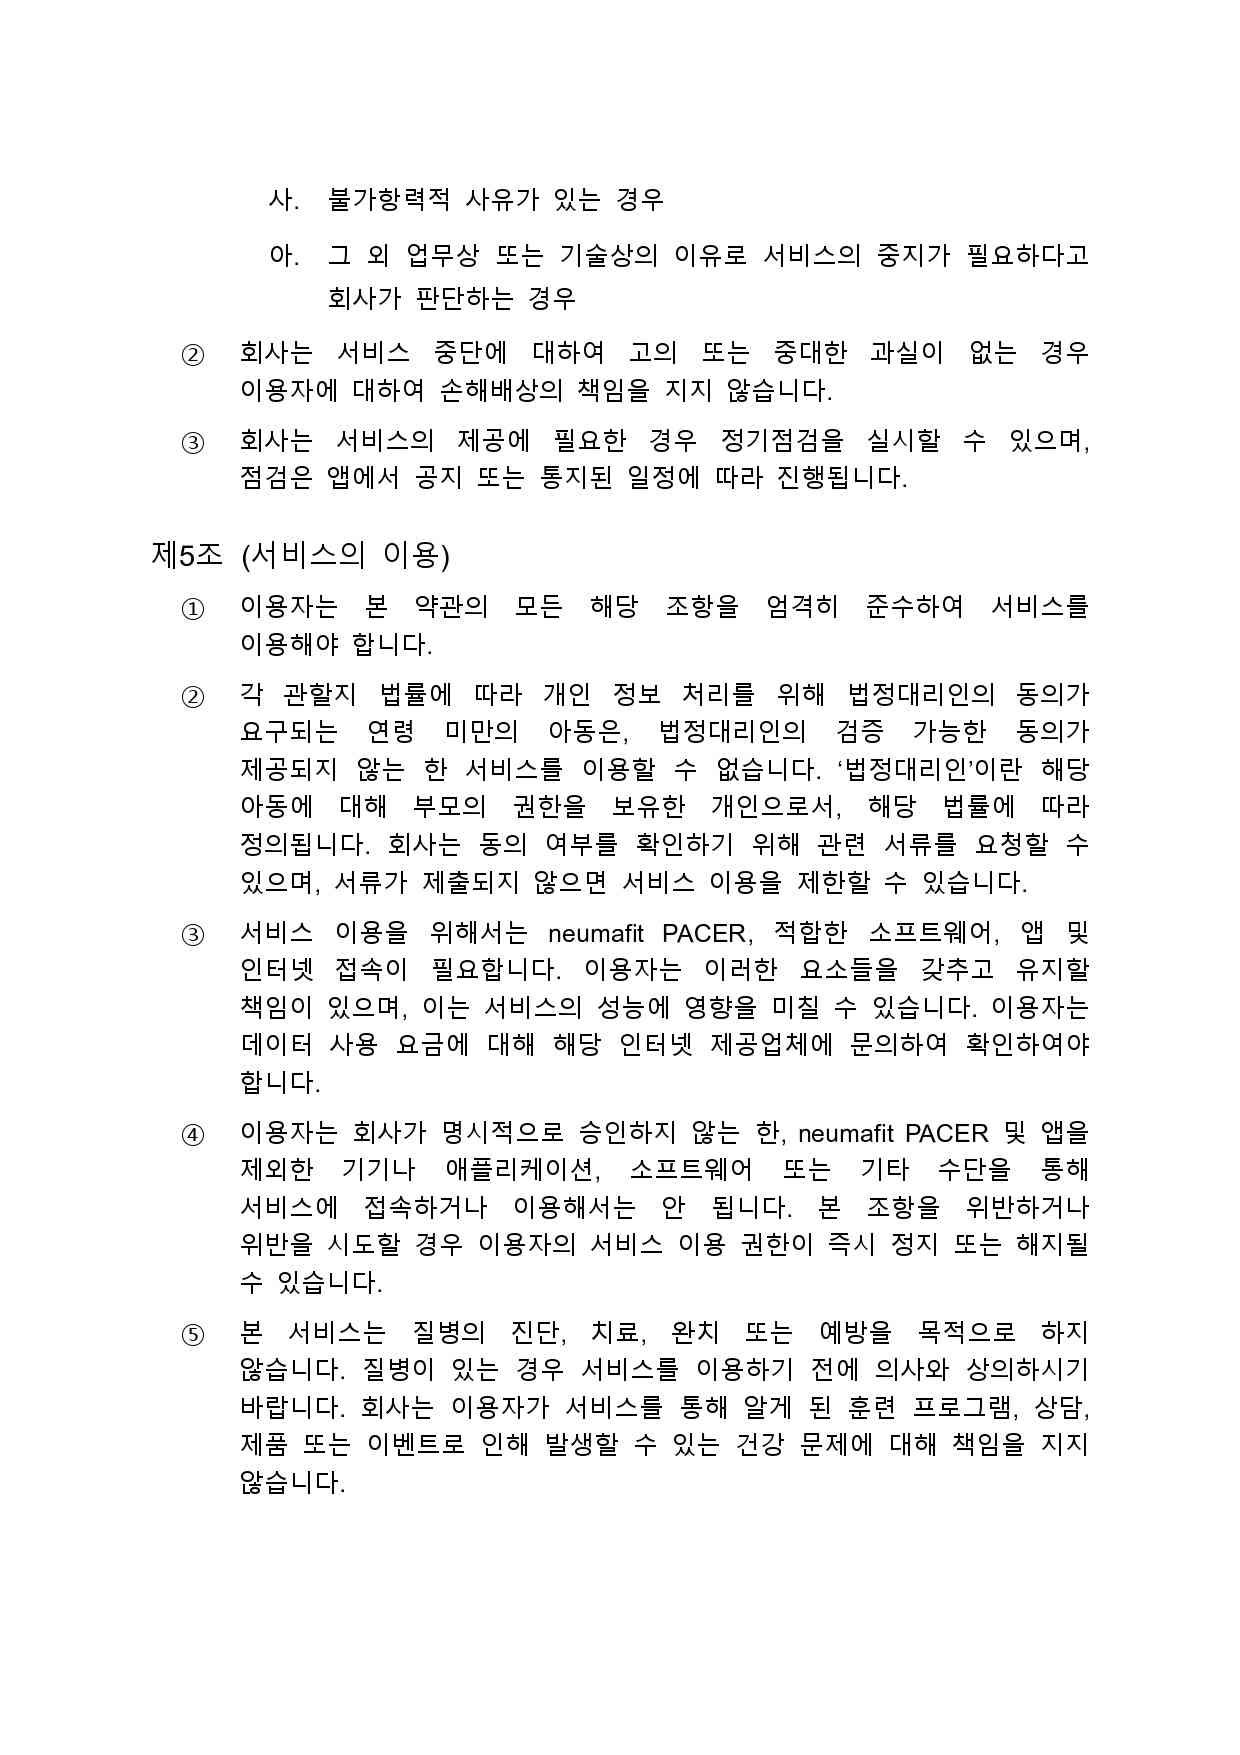 사. 불가항력적 사유가 있는 경우
아. 그 외 업무상 또는 기술상의 이유로 서비스의 중지가 필요하다고
회사가 판단하는 경우
② 회사는 서비스 중단에 대하여 고의 또는 중대한 과실이 없는 경우
이용자에 대하여 손해배상의 책임을 지지 않습니다.
③ 회사는 서비스의 제공에 필요한 경우 정기점검을 실시할 수 있으며,
점검은 앱에서 공지 또는 통지된 일정에 따라 진행됩니다.
제5조 (서비스의 이용)
① 이용자는 본 약관의 모든 해당 조항을 엄격히 준수하여 서비스를
이용해야 합니다.
② 각 관할지 법률에 따라 개인 정보 처리를 위해 법정대리인의 동의가
요구되는 연령 미만의 아동은, 법정대리인의 검증 가능한 동의가
제공되지 않는 한 서비스를 이용할 수 없습니다. ‘법정대리인’이란 해당
아동에 대해 부모의 권한을 보유한 개인으로서, 해당 법률에 따라
정의됩니다. 회사는 동의 여부를 확인하기 위해 관련 서류를 요청할 수
있으며, 서류가 제출되지 않으면 서비스 이용을 제한할 수 있습니다.
③ 서비스 이용을 위해서는 neumafit PACER, 적합한 소프트웨어, 앱 및
인터넷 접속이 필요합니다. 이용자는 이러한 요소들을 갖추고 유지할
책임이 있으며, 이는 서비스의 성능에 영향을 미칠 수 있습니다. 이용자는
데이터 사용 요금에 대해 해당 인터넷 제공업체에 문의하여 확인하여야
합니다.
④ 이용자는 회사가 명시적으로 승인하지 않는 한, neumafit PACER 및 앱을
제외한 기기나 애플리케이션, 소프트웨어 또는 기타 수단을 통해
서비스에 접속하거나 이용해서는 안 됩니다. 본 조항을 위반하거나
위반을 시도할 경우 이용자의 서비스 이용 권한이 즉시 정지 또는 해지될
수 있습니다.
⑤ 본 서비스는 질병의 진단, 치료, 완치 또는 예방을 목적으로 하지
않습니다. 질병이 있는 경우 서비스를 이용하기 전에 의사와 상의하시기
바랍니다. 회사는 이용자가 서비스를 통해 알게 된 훈련 프로그램, 상담,
제품 또는 이벤트로 인해 발생할 수 있는 건강 문제에 대해 책임을 지지
않습니다.